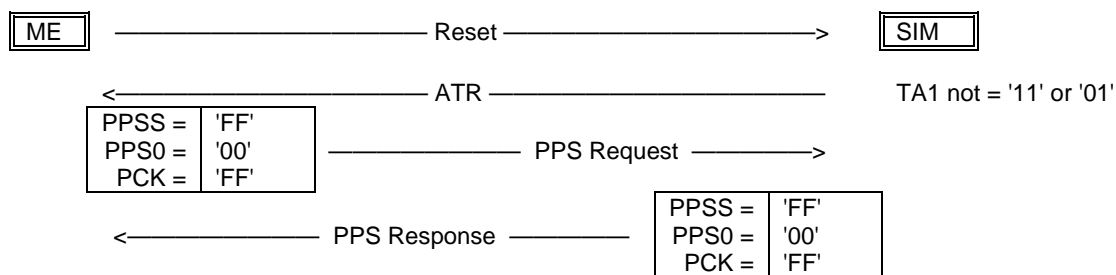 ME Reset SIM
ATR TA1 not = '11' or '01'
PPSS = 'FF'
PPS0 = '00' PPS Request
PCK = 'FF'
PPSS = 'FF'
PPS Response PPS0 = '00'
PCK = 'FF'